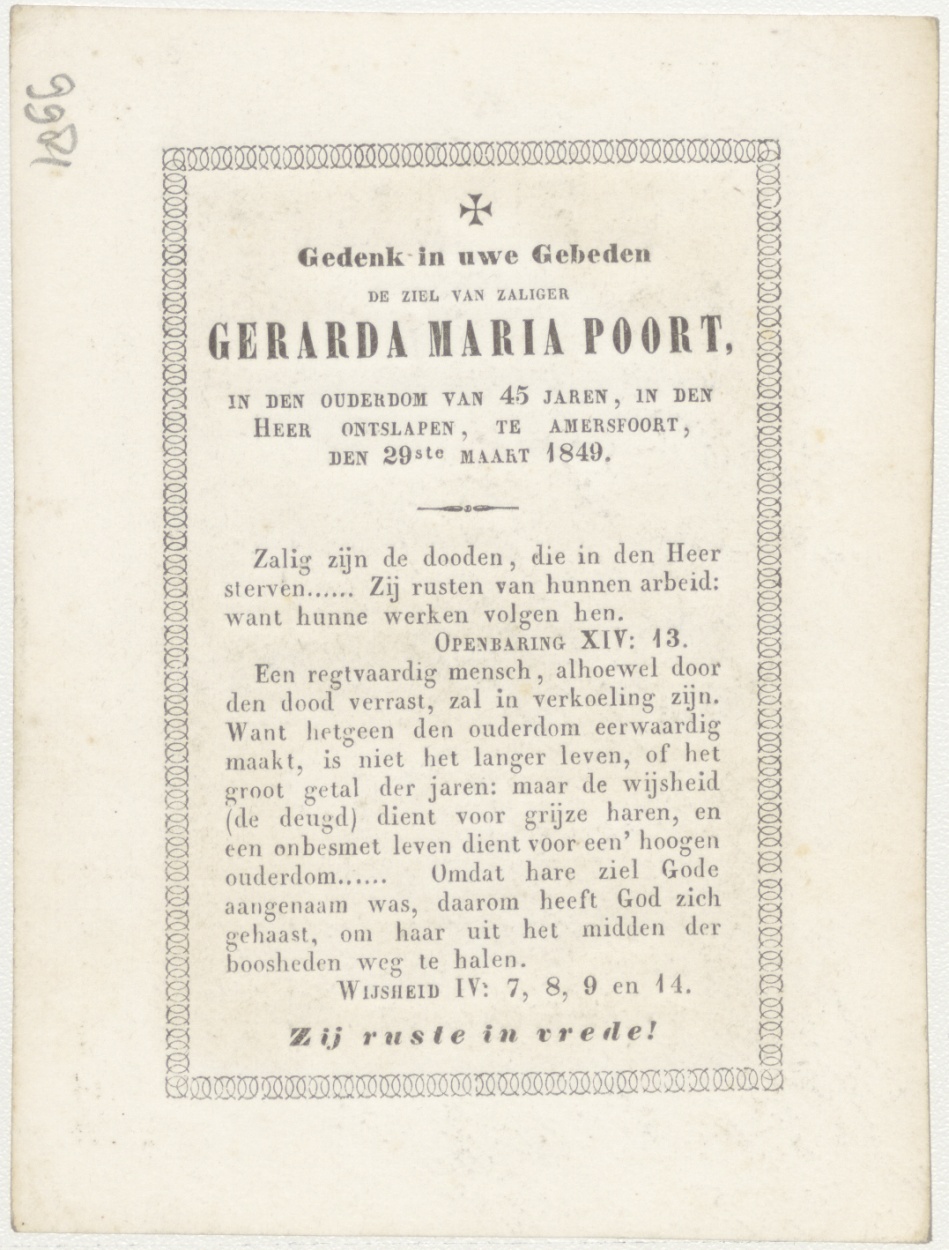 ✠
Gedenk in uwe Gebeden
DE ZIEL VAN ZALIGER
GERARDA MARIA POORT,
IN DEN OUDERDOM VAN 45 JAREN, IN DEN
HEER ONTSLAPEN, TE AMERSFOORT,
DEN 29ste MAART 1849.
Zalig zijn de dooden, die in den Heer
sterven...... Zij rusten van hunnen arbeid:
want hunne werken volgen hen.
OPENBARING XIV: 13.
Een regtvaardig mensch, alhoewel door
den dood verrast, zal in verkoeling zijn.
Want hetgeen den ouderdom eerwaardig
maakt, is niet het langer leven, of het
groot getal der jaren: maar de wijsheid
(de deugd) dient voor grijze haren, en
een onbesmet leven dient voor een' hoogen
ouderdom...... Omdat hare ziel Gode
aangenaam was, daarom heeft God zich
gehaast, om haar uit het midden der
boosheden weg te halen.
WIJSHEID IV: 7, 8, 9 en 14.
Zij ruste in vrede!